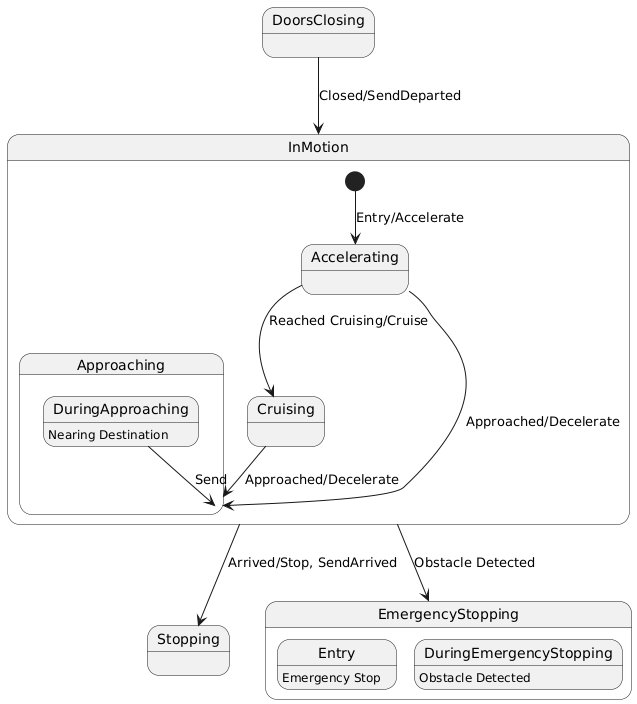 DoorsClosing
Closed/SendDeparted
InMotion
Entry/Accelerate
Accelerating
Reached Cruising/Cruise
Approaching
DuringApproaching
Nearing Destination
Cruising
Approached/Decelerate
Send
Approached/Decelerate
Arrived/Stop, SendArrived
Obstacle Detected
Stopping
EmergencyStopping
Entry
Emergency Stop
DuringEmergencyStopping
Obstacle Detected